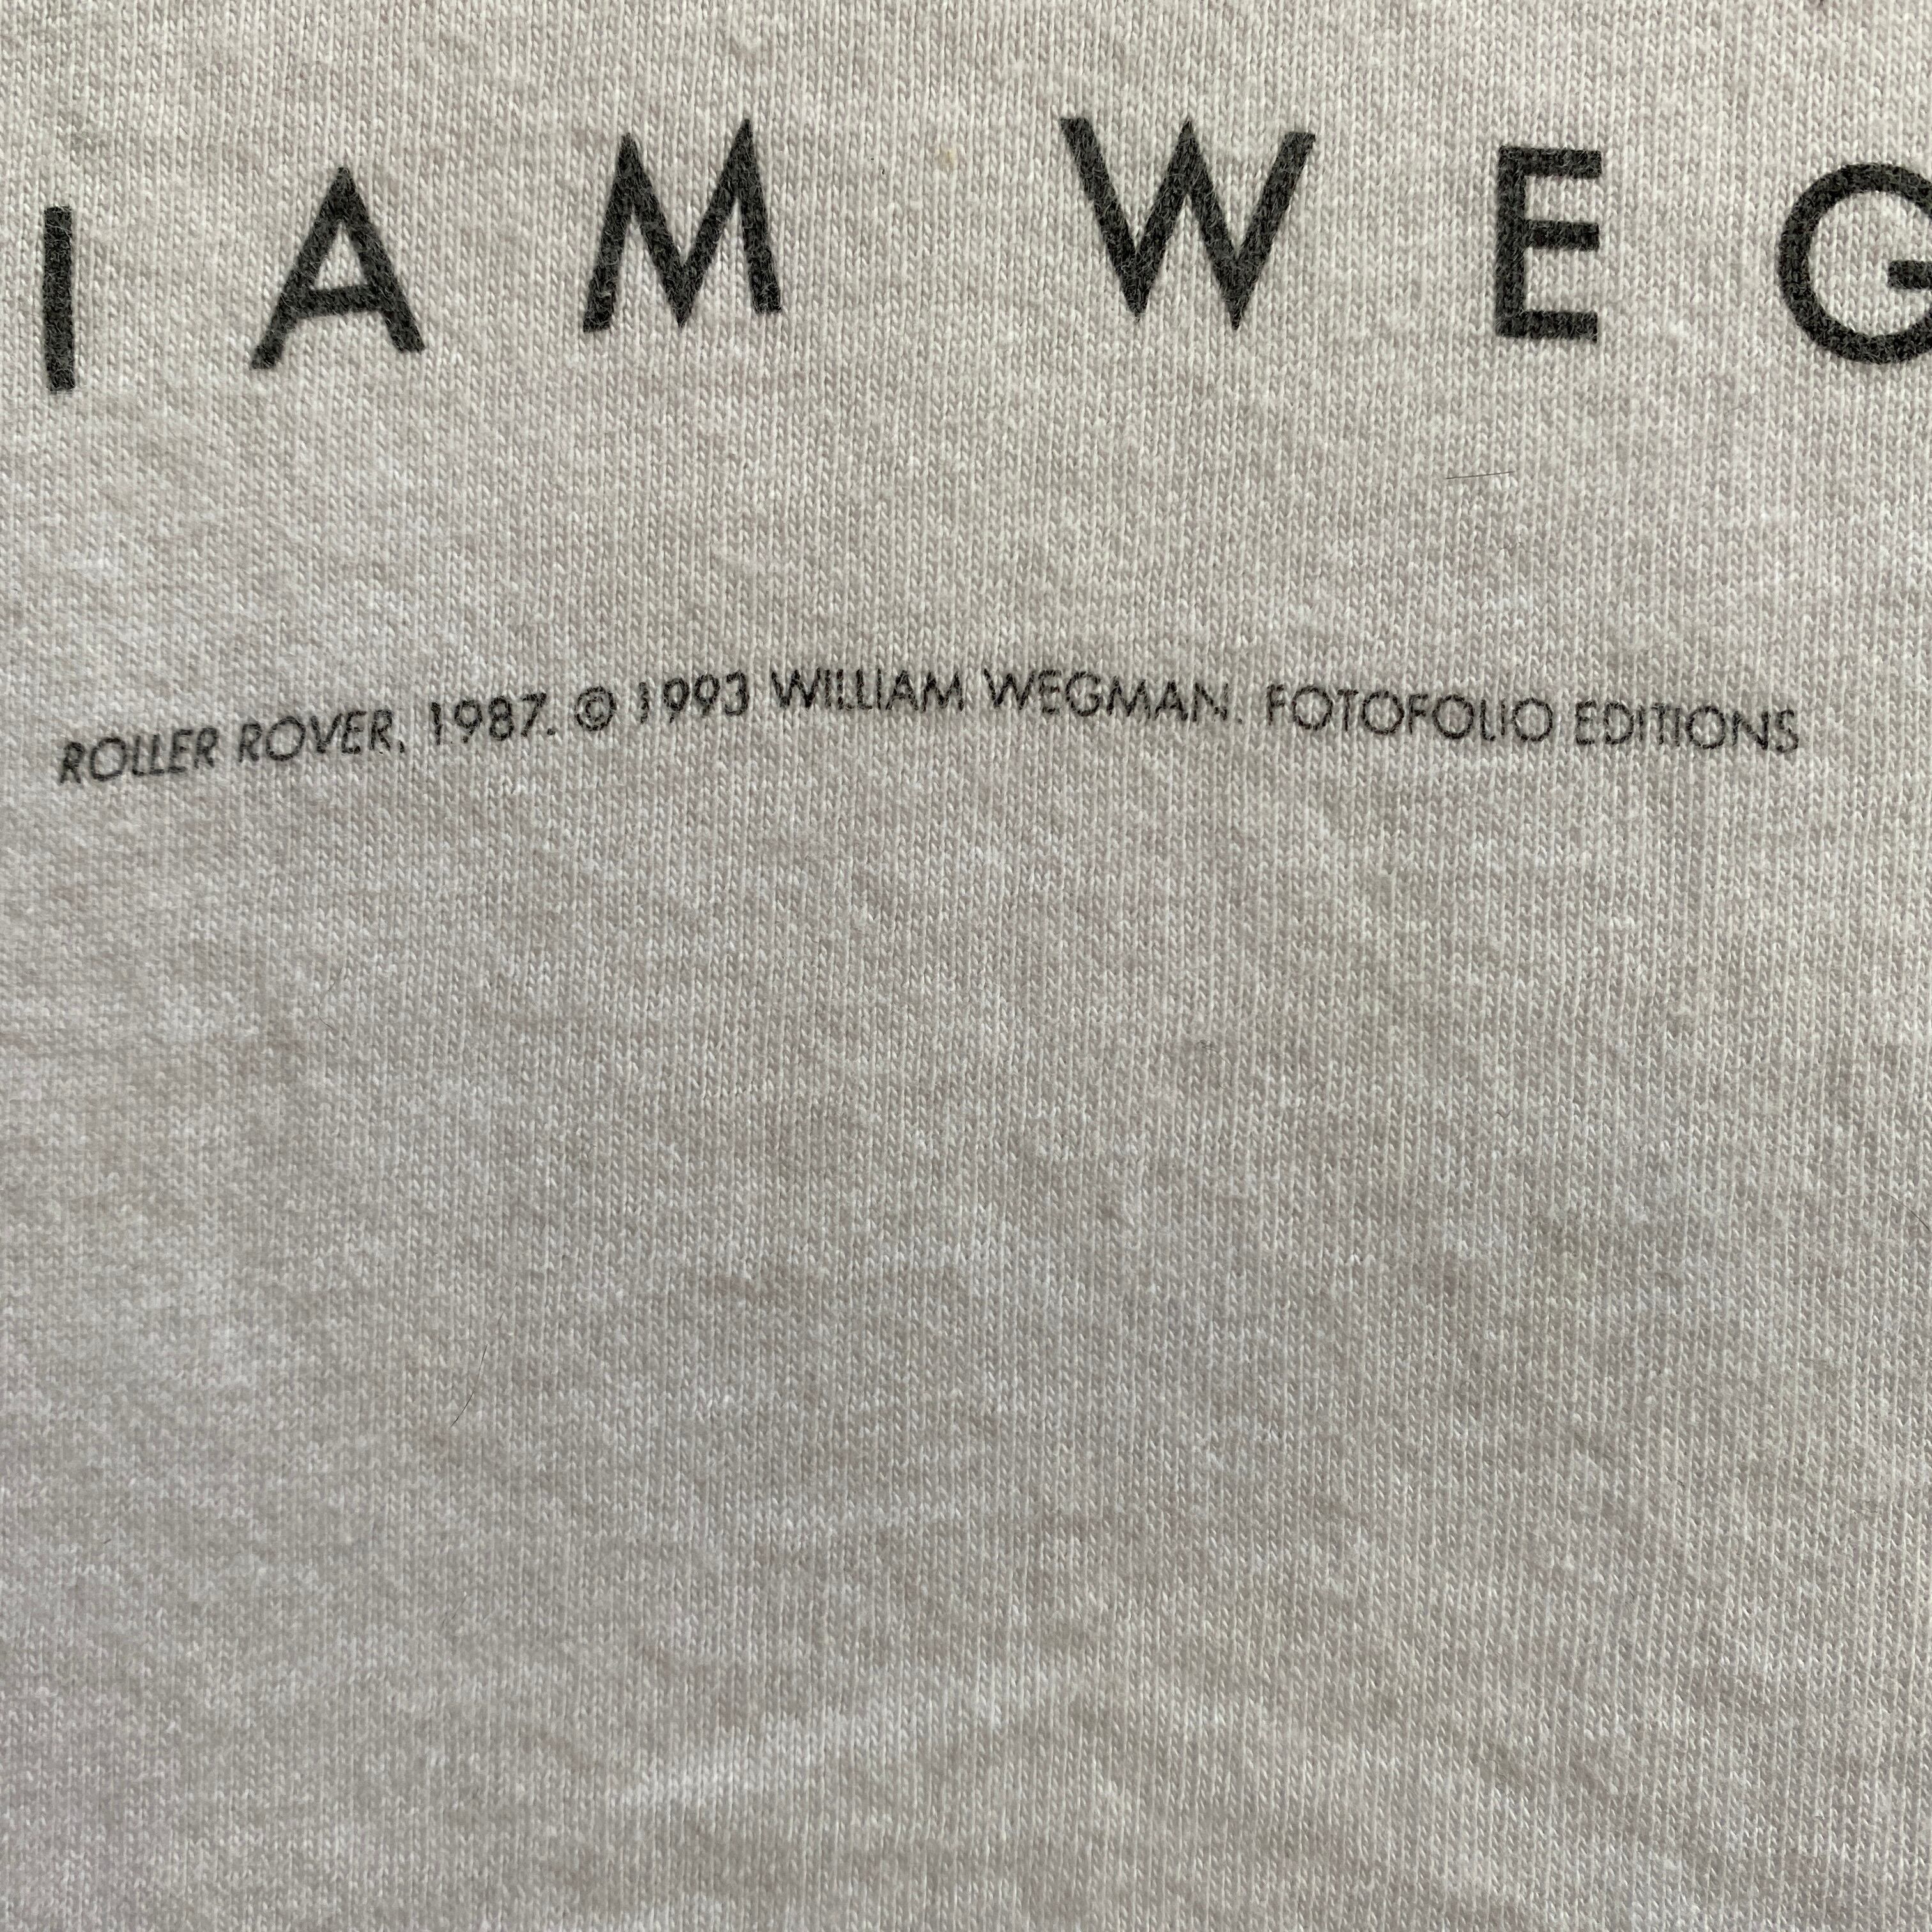 IAM WEG
ROLLER ROVER, 1987. © 1993 WILLIAM WEGMAN. FOTOFOLIO EDITIONS